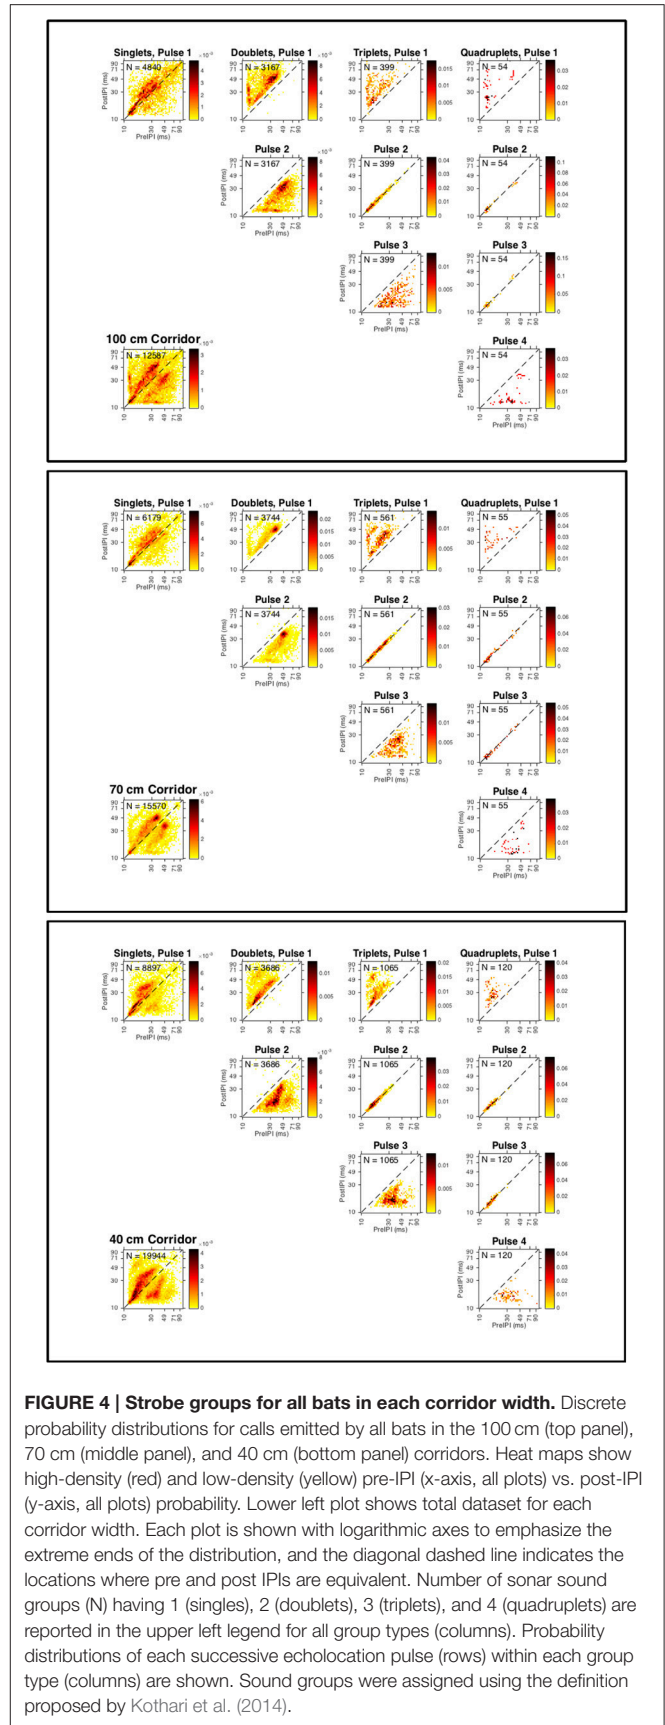 Singlets, Pulse 1
Doublets, Pulse 1
Triplets, Pulse 1
Quadruplets, Pulse 1
N = 4840
N = 3167
N = 399
N = 54
Pulse 2
Pulse 2
Pulse 2
N = 3167
N = 399
N = 54
Pulse 3
Pulse 3
N = 399
N = 54
100 cm Corridor
Pulse 4
N = 12587
N = 54
PostIPI (ms)
PreIPI (ms)
Singlets, Pulse 1
Doublets, Pulse 1
Triplets, Pulse 1
Quadruplets, Pulse 1
N = 6179
N = 3744
N = 561
N = 55
Pulse 2
Pulse 2
Pulse 2
N = 3744
N = 561
N = 55
Pulse 3
Pulse 3
N = 561
N = 55
70 cm Corridor
Pulse 4
N = 15570
N = 55
PostIPI (ms)
PreIPI (ms)
Singlets, Pulse 1
Doublets, Pulse 1
Triplets, Pulse 1
Quadruplets, Pulse 1
N = 8897
N = 3686
N = 1065
N = 120
Pulse 2
Pulse 2
Pulse 2
N = 3686
N = 1065
N = 120
Pulse 3
Pulse 3
N = 1065
N = 120
40 cm Corridor
Pulse 4
N = 19944
N = 120
PostIPI (ms)
PreIPI (ms)
FIGURE 4 | Strobe groups for all bats in each corridor width. Discrete
probability distributions for calls emitted by all bats in the 100 cm (top panel),
70 cm (middle panel), and 40 cm (bottom panel) corridors. Heat maps show
high-density (red) and low-density (yellow) pre-IPI (x-axis, all plots) vs. post-IPI
(y-axis, all plots) probability. Lower left plot shows total dataset for each
corridor width. Each plot is shown with logarithmic axes to emphasize the
extreme ends of the distribution, and the diagonal dashed line indicates the
locations where pre and post IPIs are equivalent. Number of sonar sound
groups (N) having 1 (singles), 2 (doublets), 3 (triplets), and 4 (quadruplets) are
reported in the upper left legend for all group types (columns). Probability
distributions of each successive echolocation pulse (rows) within each group
type (columns) are shown. Sound groups were assigned using the definition
proposed by Kothari et al. (2014).